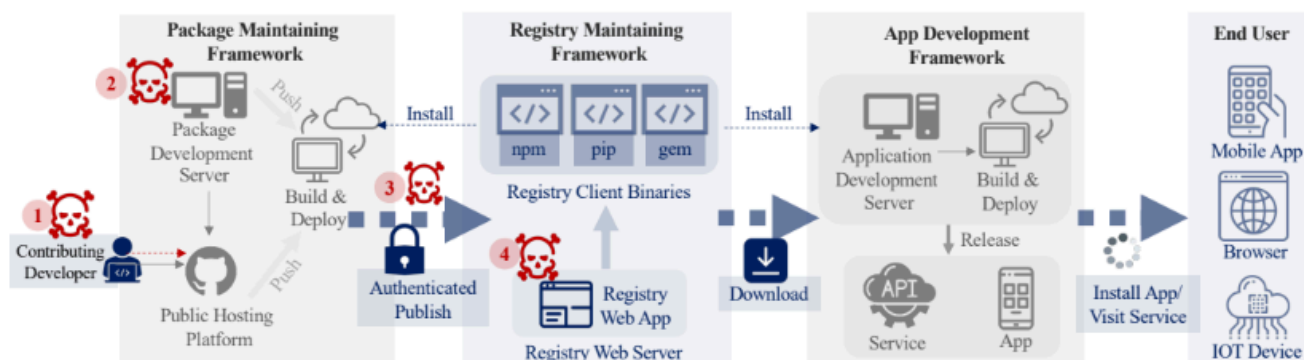 Package Maintaining
Framework
2
Push
Package
Development
Server
Build &
Deploy
1
Contributing
Developer
Push
Public Hosting
Platform
3
Authenticated
Publish
Registry Maintaining
Framework
Install
npm
pip
gem
Install
Registry Client Binaries
4
Registry
Web App
Registry Web Server
Download
App Development
Framework
Application
Development
Server
Build &
Deploy
Release
API
Service
App
Install App/
Visit Service
End User
Mobile App
Browser
IOT Device